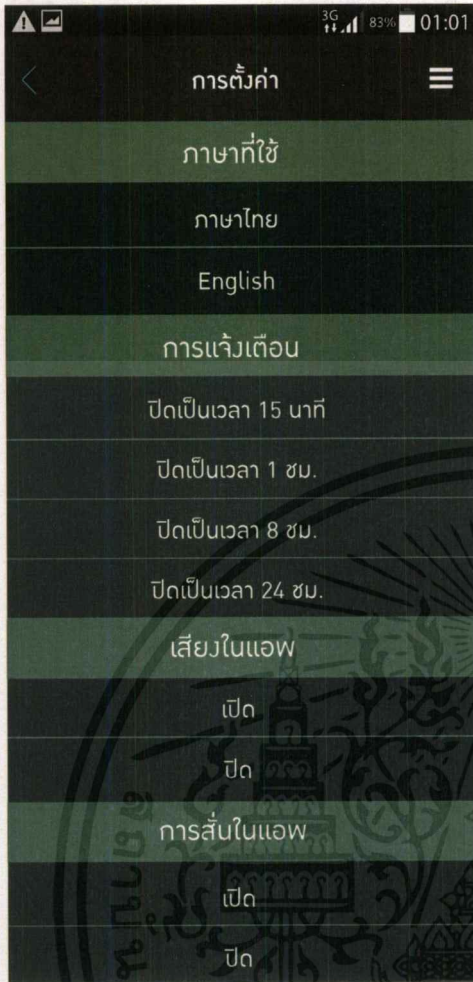 3G 83% 01:01
การตั้งค่า
ภาษาที่ใช้
ภาษาไทย
English
การแจ้งเตือน
ปิดเป็นเวลา 15 นาที
ปิดเป็นเวลา 1 ชม.
ปิดเป็นเวลา 8 ชม.
ปิดเป็นเวลา 24 ชม.
เสียงในแอพ
เปิด
ปิด
การสั่นในแอพ
เปิด
ปิด